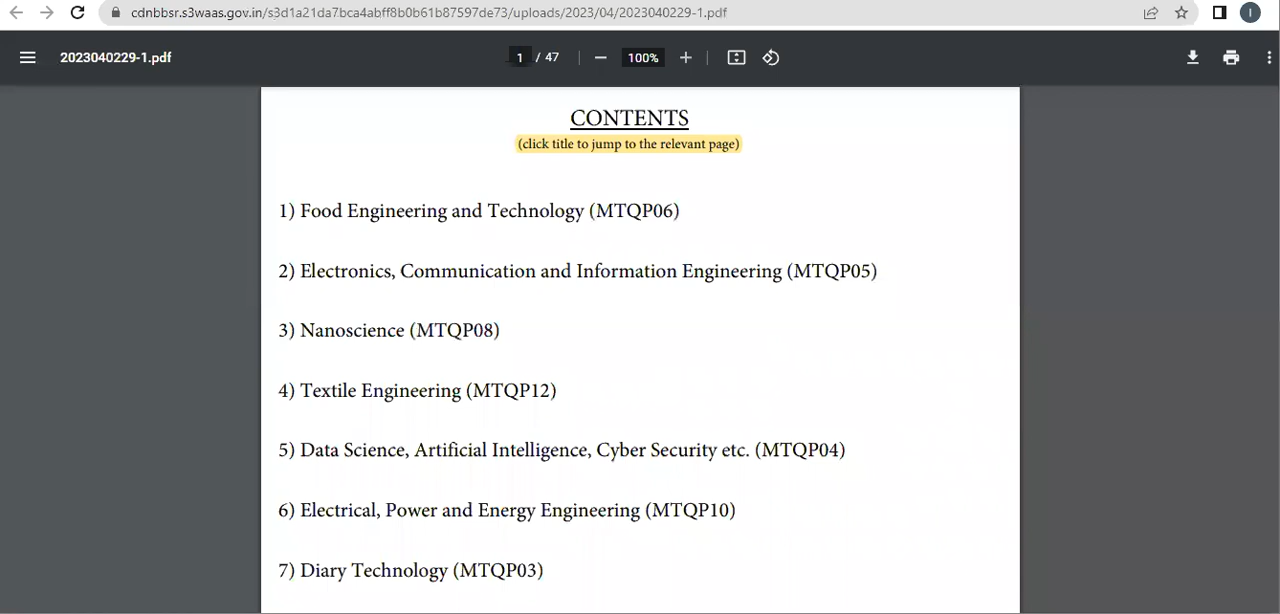 cdnbbsr.s3waas.gov.in/s3d1a21da7bca4abff8b0b61b87597de73/uploads/2023/04/2023040229-1.pdf
I
2023040229-1.pdf
1 / 47
100%
CONTENTS
(click title to jump to the relevant page)
1) Food Engineering and Technology (MTQP06)
2) Electronics, Communication and Information Engineering (MTQP05)
3) Nanoscience (MTQP08)
4) Textile Engineering (MTQP12)
5) Data Science, Artificial Intelligence, Cyber Security etc. (MTQP04)
6) Electrical, Power and Energy Engineering (MTQP10)
7) Diary Technology (MTQP03)